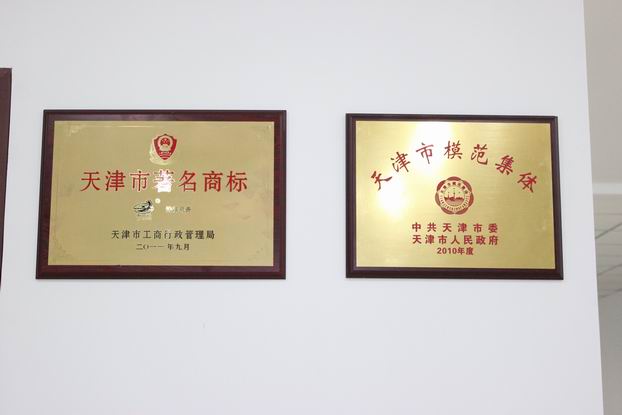 天津市著名商标
天津市工商行政管理局
二〇一一年九月
天津市模范集体
中共天津市委
天津市人民政府
2010年度